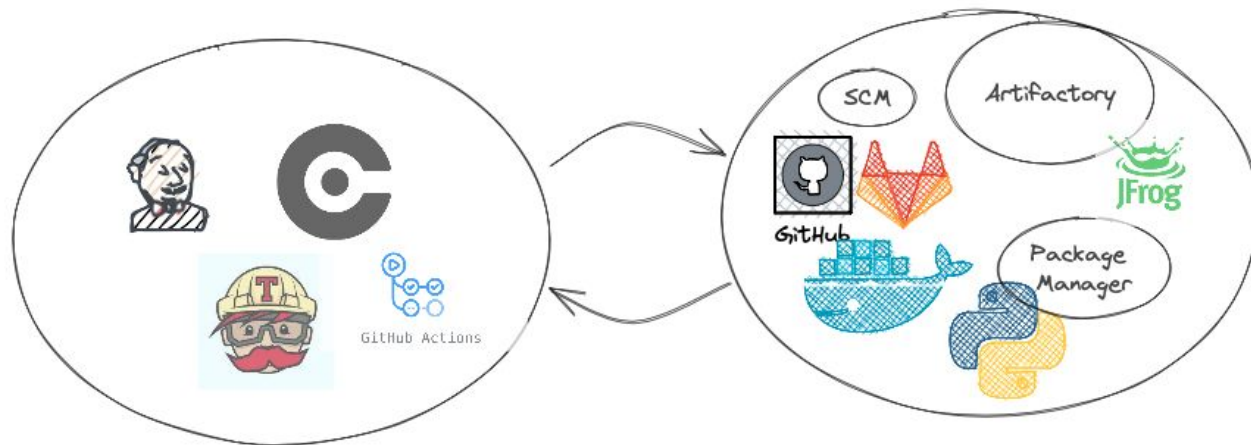 SCM
Artifactory
GitHub
JFrog
Package
Manager
T
GitHub Actions